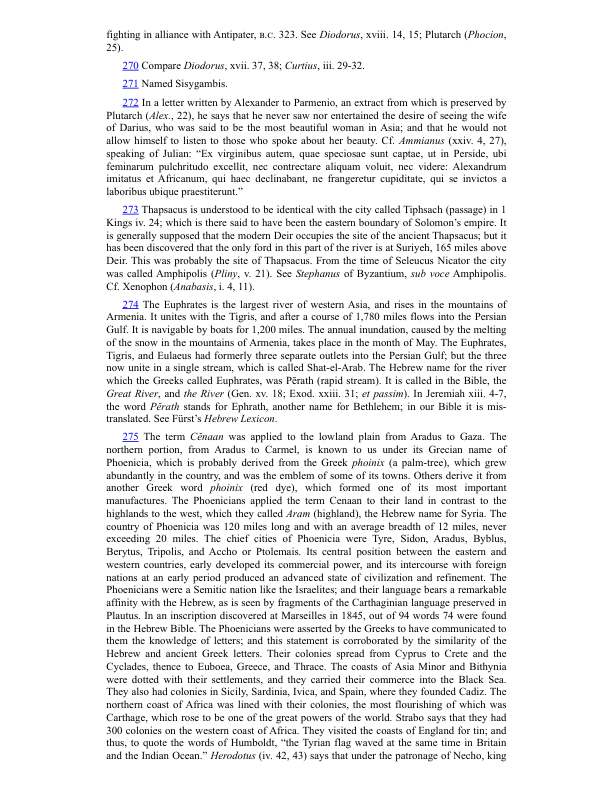 fighting in alliance with Antipater, B.C. 323. See Diodorus, xviii. 14, 15; Plutarch (Phocion,
25).
270 Compare Diodorus, xvii. 37, 38; Curtius, iii. 29-32.
271 Named Sisygambis.
272 In a letter written by Alexander to Parmenio, an extract from which is preserved by
Plutarch (Alex., 22), he says that he never saw nor entertained the desire of seeing the wife
of Darius, who was said to be the most beautiful woman in Asia; and that he would not
allow himself to listen to those who spoke about her beauty. Cf. Ammianus (xxiv. 4, 27),
speaking of Julian: “Ex virginibus autem, quae speciosae sunt captae, ut in Perside, ubi
feminarum pulchritudo excellit, nec contrectare aliquam voluit, nec videre: Alexandrum
imitatus et Africanum, qui haec declinabant, ne frangeretur cupiditate, qui se invictos a
laboribus ubique praestiterunt.”
273 Thapsacus is understood to be identical with the city called Tiphsach (passage) in 1
Kings iv. 24; which is there said to have been the eastern boundary of Solomon’s empire. It
is generally supposed that the modern Deir occupies the site of the ancient Thapsacus; but it
has been discovered that the only ford in this part of the river is at Suriyeh, 165 miles above
Deir. This was probably the site of Thapsacus. From the time of Seleucus Nicator the city
was called Amphipolis (Pliny, v. 21). See Stephanus of Byzantium, sub voce Amphipolis.
Cf. Xenophon (Anabasis, i. 4, 11).
274 The Euphrates is the largest river of western Asia, and rises in the mountains of
Armenia. It unites with the Tigris, and after a course of 1,780 miles flows into the Persian
Gulf. It is navigable by boats for 1,200 miles. The annual inundation, caused by the melting
of the snow in the mountains of Armenia, takes place in the month of May. The Euphrates,
Tigris, and Eulaeus had formerly three separate outlets into the Persian Gulf; but the three
now unite in a single stream, which is called Shat-el-Arab. The Hebrew name for the river
which the Greeks called Euphrates, was Pĕrath (rapid stream). It is called in the Bible, the
Great River, and the River (Gen. xv. 18; Exod. xxiii. 31; et passim). In Jeremiah xiii. 4-7,
the word Pĕrath stands for Ephrath, another name for Bethlehem; in our Bible it is mis-
translated. See Fürst’s Hebrew Lexicon.
275 The term Cĕnaan was applied to the lowland plain from Aradus to Gaza. The
northern portion, from Aradus to Carmel, is known to us under its Grecian name of
Phoenicia, which is probably derived from the Greek phoinix (a palm-tree), which grew
abundantly in the country, and was the emblem of some of its towns. Others derive it from
another Greek word phoinix (red dye), which formed one of its most important
manufactures. The Phoenicians applied the term Cenaan to their land in contrast to the
highlands to the west, which they called Aram (highland), the Hebrew name for Syria. The
country of Phoenicia was 120 miles long and with an average breadth of 12 miles, never
exceeding 20 miles. The chief cities of Phoenicia were Tyre, Sidon, Aradus, Byblus,
Berytus, Tripolis, and Accho or Ptolemais. Its central position between the eastern and
western countries, early developed its commercial power, and its intercourse with foreign
nations at an early period produced an advanced state of civilization and refinement. The
Phoenicians were a Semitic nation like the Israelites; and their language bears a remarkable
affinity with the Hebrew, as is seen by fragments of the Carthaginian language preserved in
Plautus. In an inscription discovered at Marseilles in 1845, out of 94 words 74 were found
in the Hebrew Bible. The Phoenicians were asserted by the Greeks to have communicated to
them the knowledge of letters; and this statement is corroborated by the similarity of the
Hebrew and ancient Greek letters. Their colonies spread from Cyprus to Crete and the
Cyclades, thence to Euboea, Greece, and Thrace. The coasts of Asia Minor and Bithynia
were dotted with their settlements, and they carried their commerce into the Black Sea.
They also had colonies in Sicily, Sardinia, Ivica, and Spain, where they founded Cadiz. The
northern coast of Africa was lined with their colonies, the most flourishing of which was
Carthage, which rose to be one of the great powers of the world. Strabo says that they had
300 colonies on the western coast of Africa. They visited the coasts of England for tin; and
thus, to quote the words of Humboldt, “the Tyrian flag waved at the same time in Britain
and the Indian Ocean.” Herodotus (iv. 42, 43) says that under the patronage of Necho, king